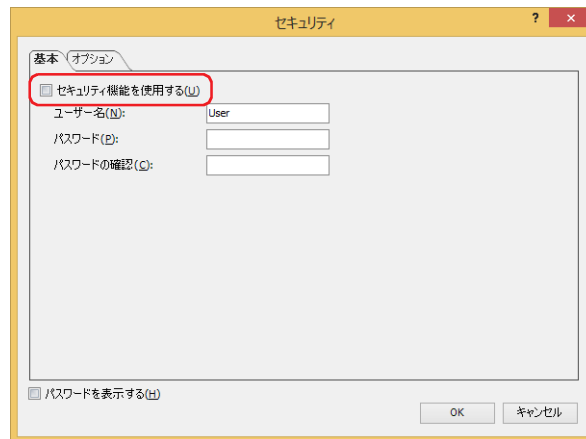 セキュリティ
? ×
基本 オプション
セキュリティ機能を使用する(U)
ユーザー名(N): User
パスワード(P):
パスワードの確認(C):
パスワードを表示する(H)
OK キャンセル